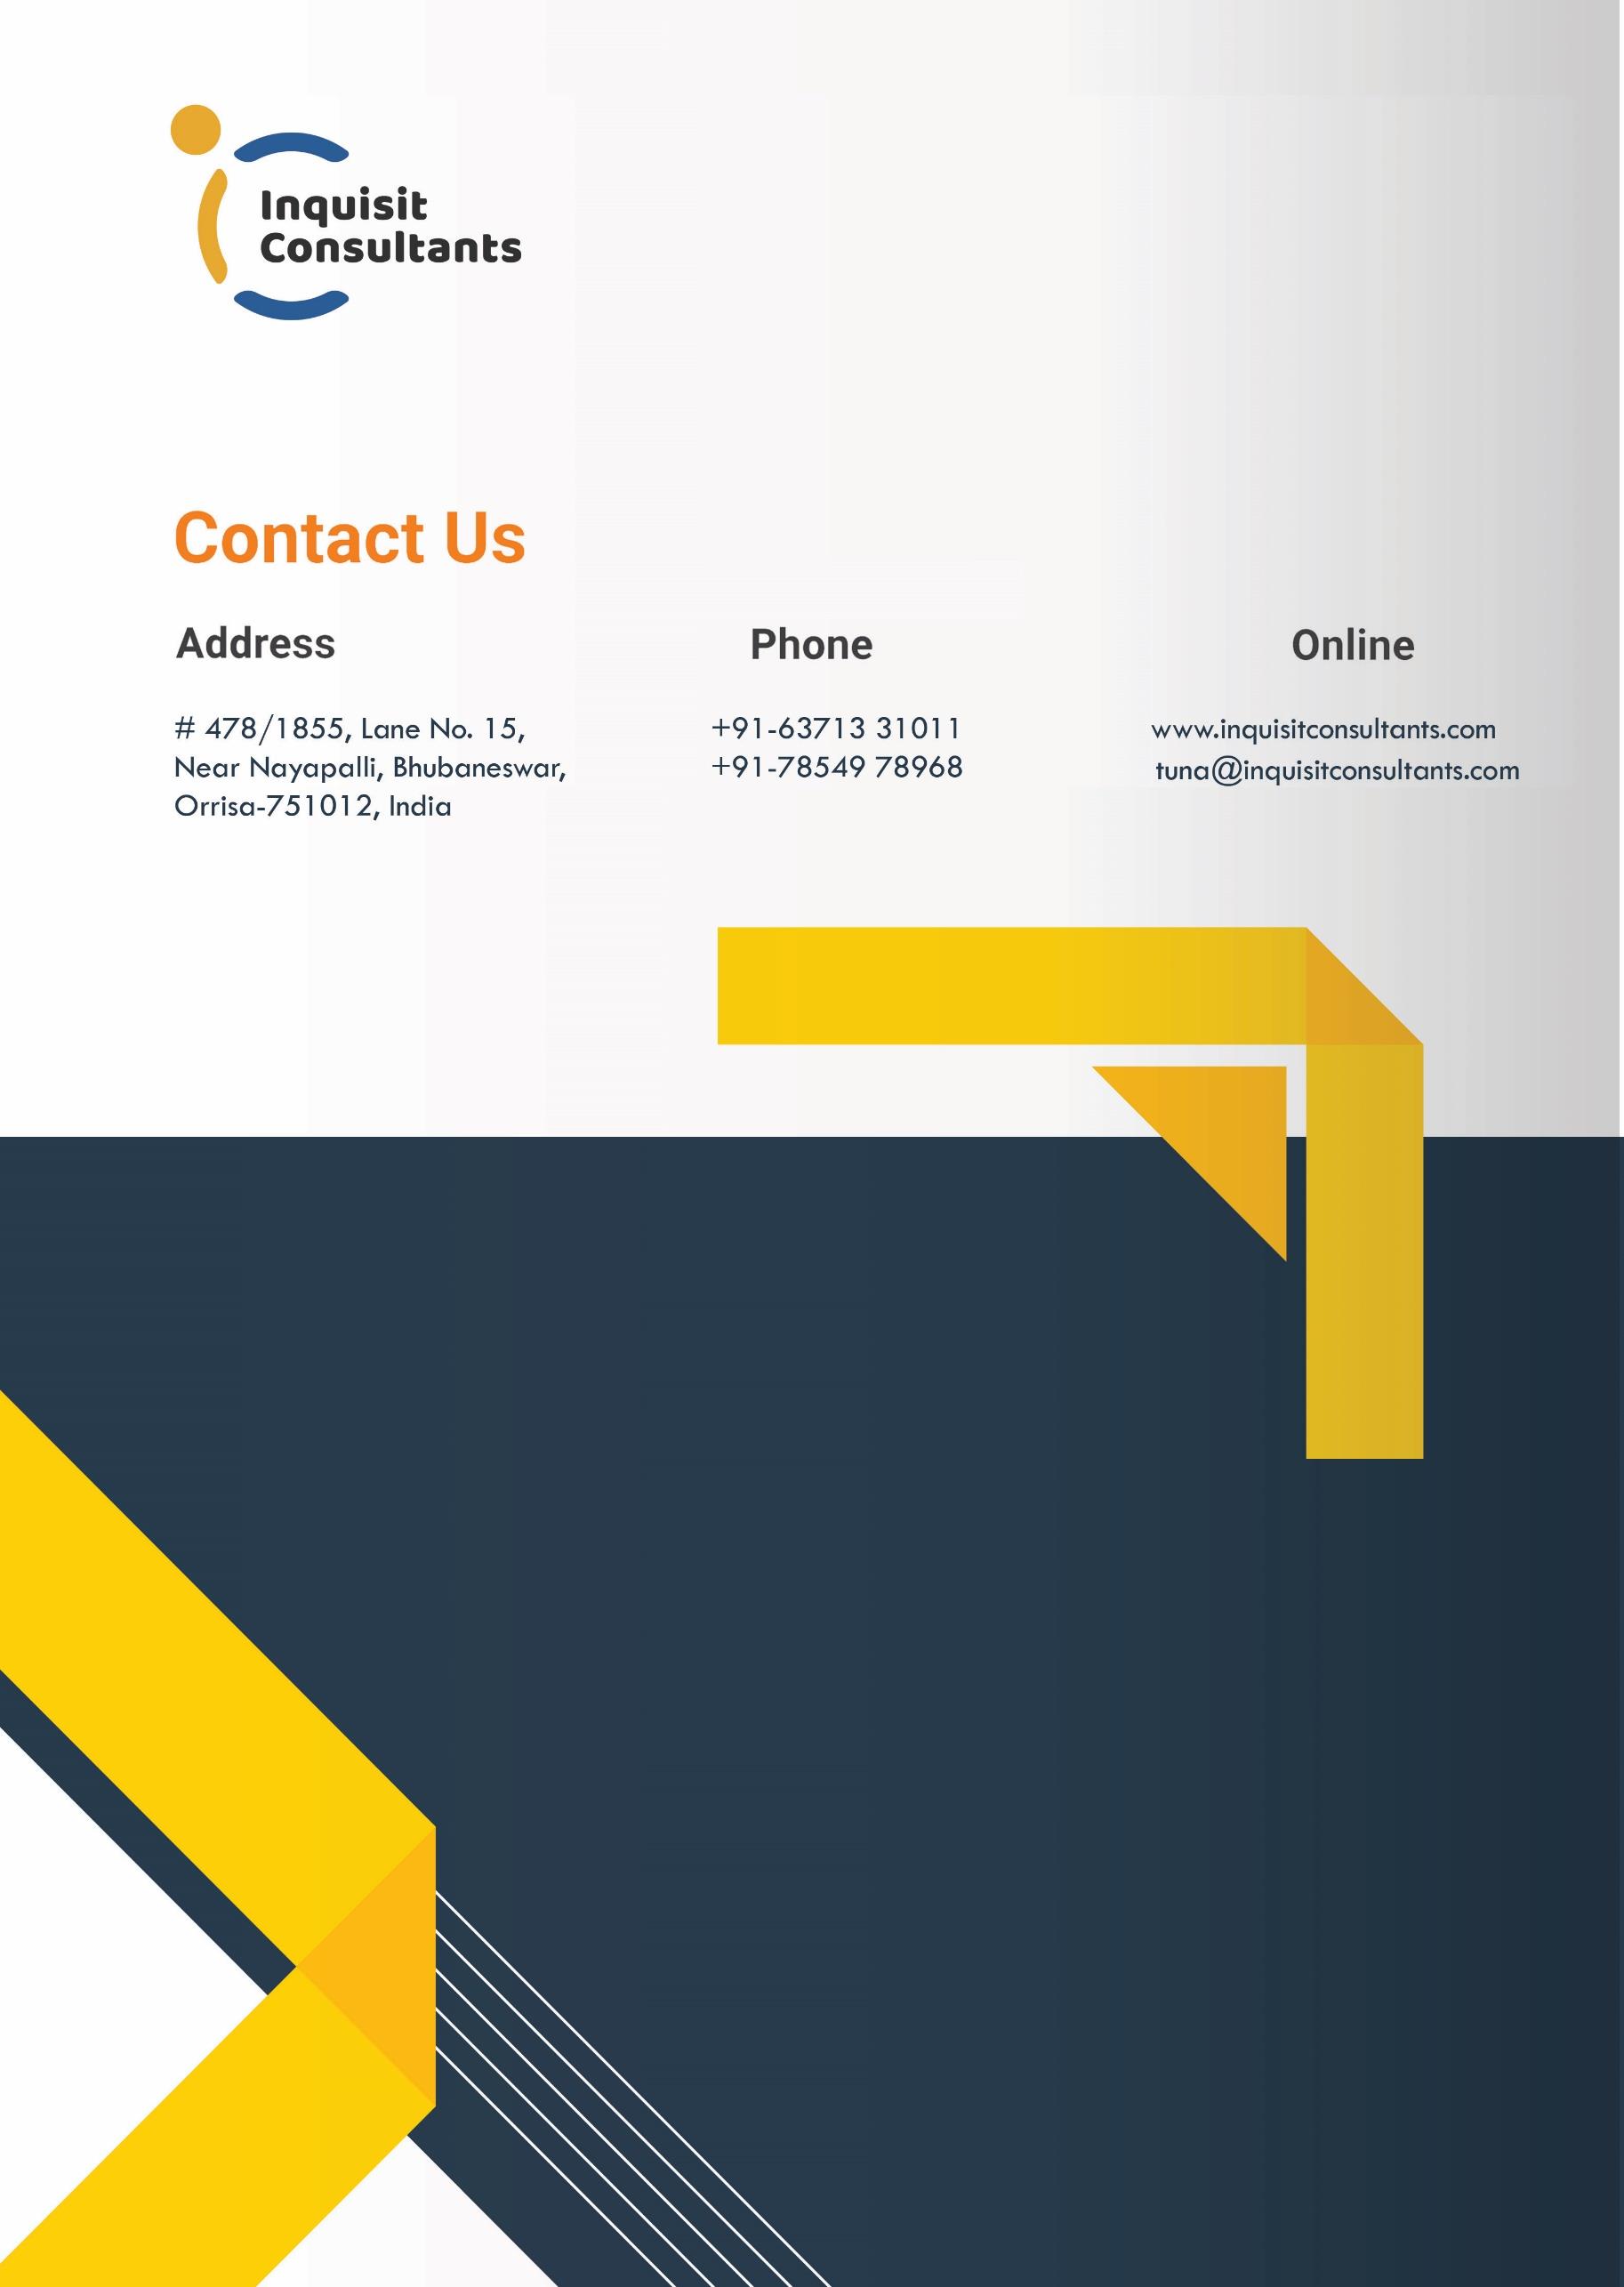 Inquisit
Consultants
Contact Us
Address
# 478/1855, Lane No. 15,
Near Nayapalli, Bhubaneswar,
Orrisa-751012, India
Phone
+91-63713 31011
+91-78549 78968
Online
www.inquisitconsultants.com
tuna@inquisitconsultants.com